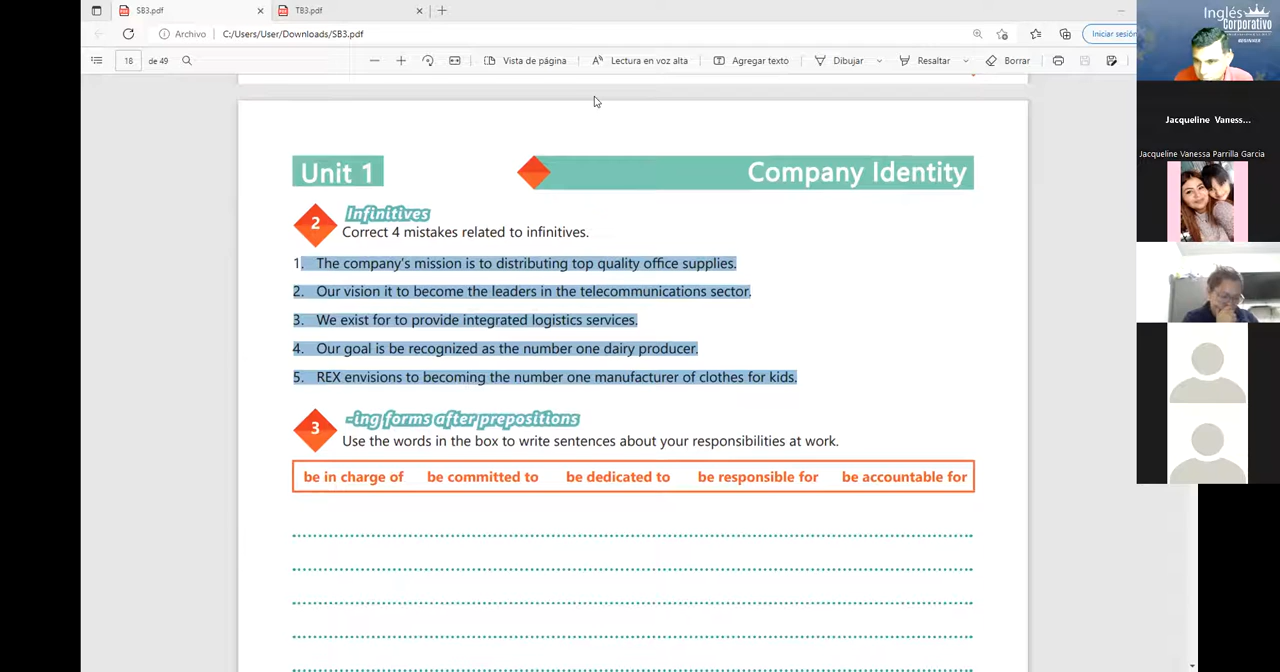 SB3.pdf
TB3.pdf
Archivo
C:/Users/User/Downloads/SB3.pdf
Iniciar sesión
18 de 49
Vista de página
Lectura en voz alta
Agregar texto
Dibujar
Resaltar
Borrar
Inglés
Corporativo
Jacqueline Vaness...
Jacqueline Vanessa Parrilla Garcia
Unit 1
Company Identity
2
Infinitives
Correct 4 mistakes related to infinitives.
1. The company's mission is to distributing top quality office supplies.
2. Our vision it to become the leaders in the telecommunications sector.
3. We exist for to provide integrated logistics services.
4. Our goal is be recognized as the number one dairy producer.
5. REX envisions to becoming the number one manufacturer of clothes for kids.
3
-ing forms after prepositions
Use the words in the box to write sentences about your responsibilities at work.
be in charge of be committed to be dedicated to be responsible for be accountable for